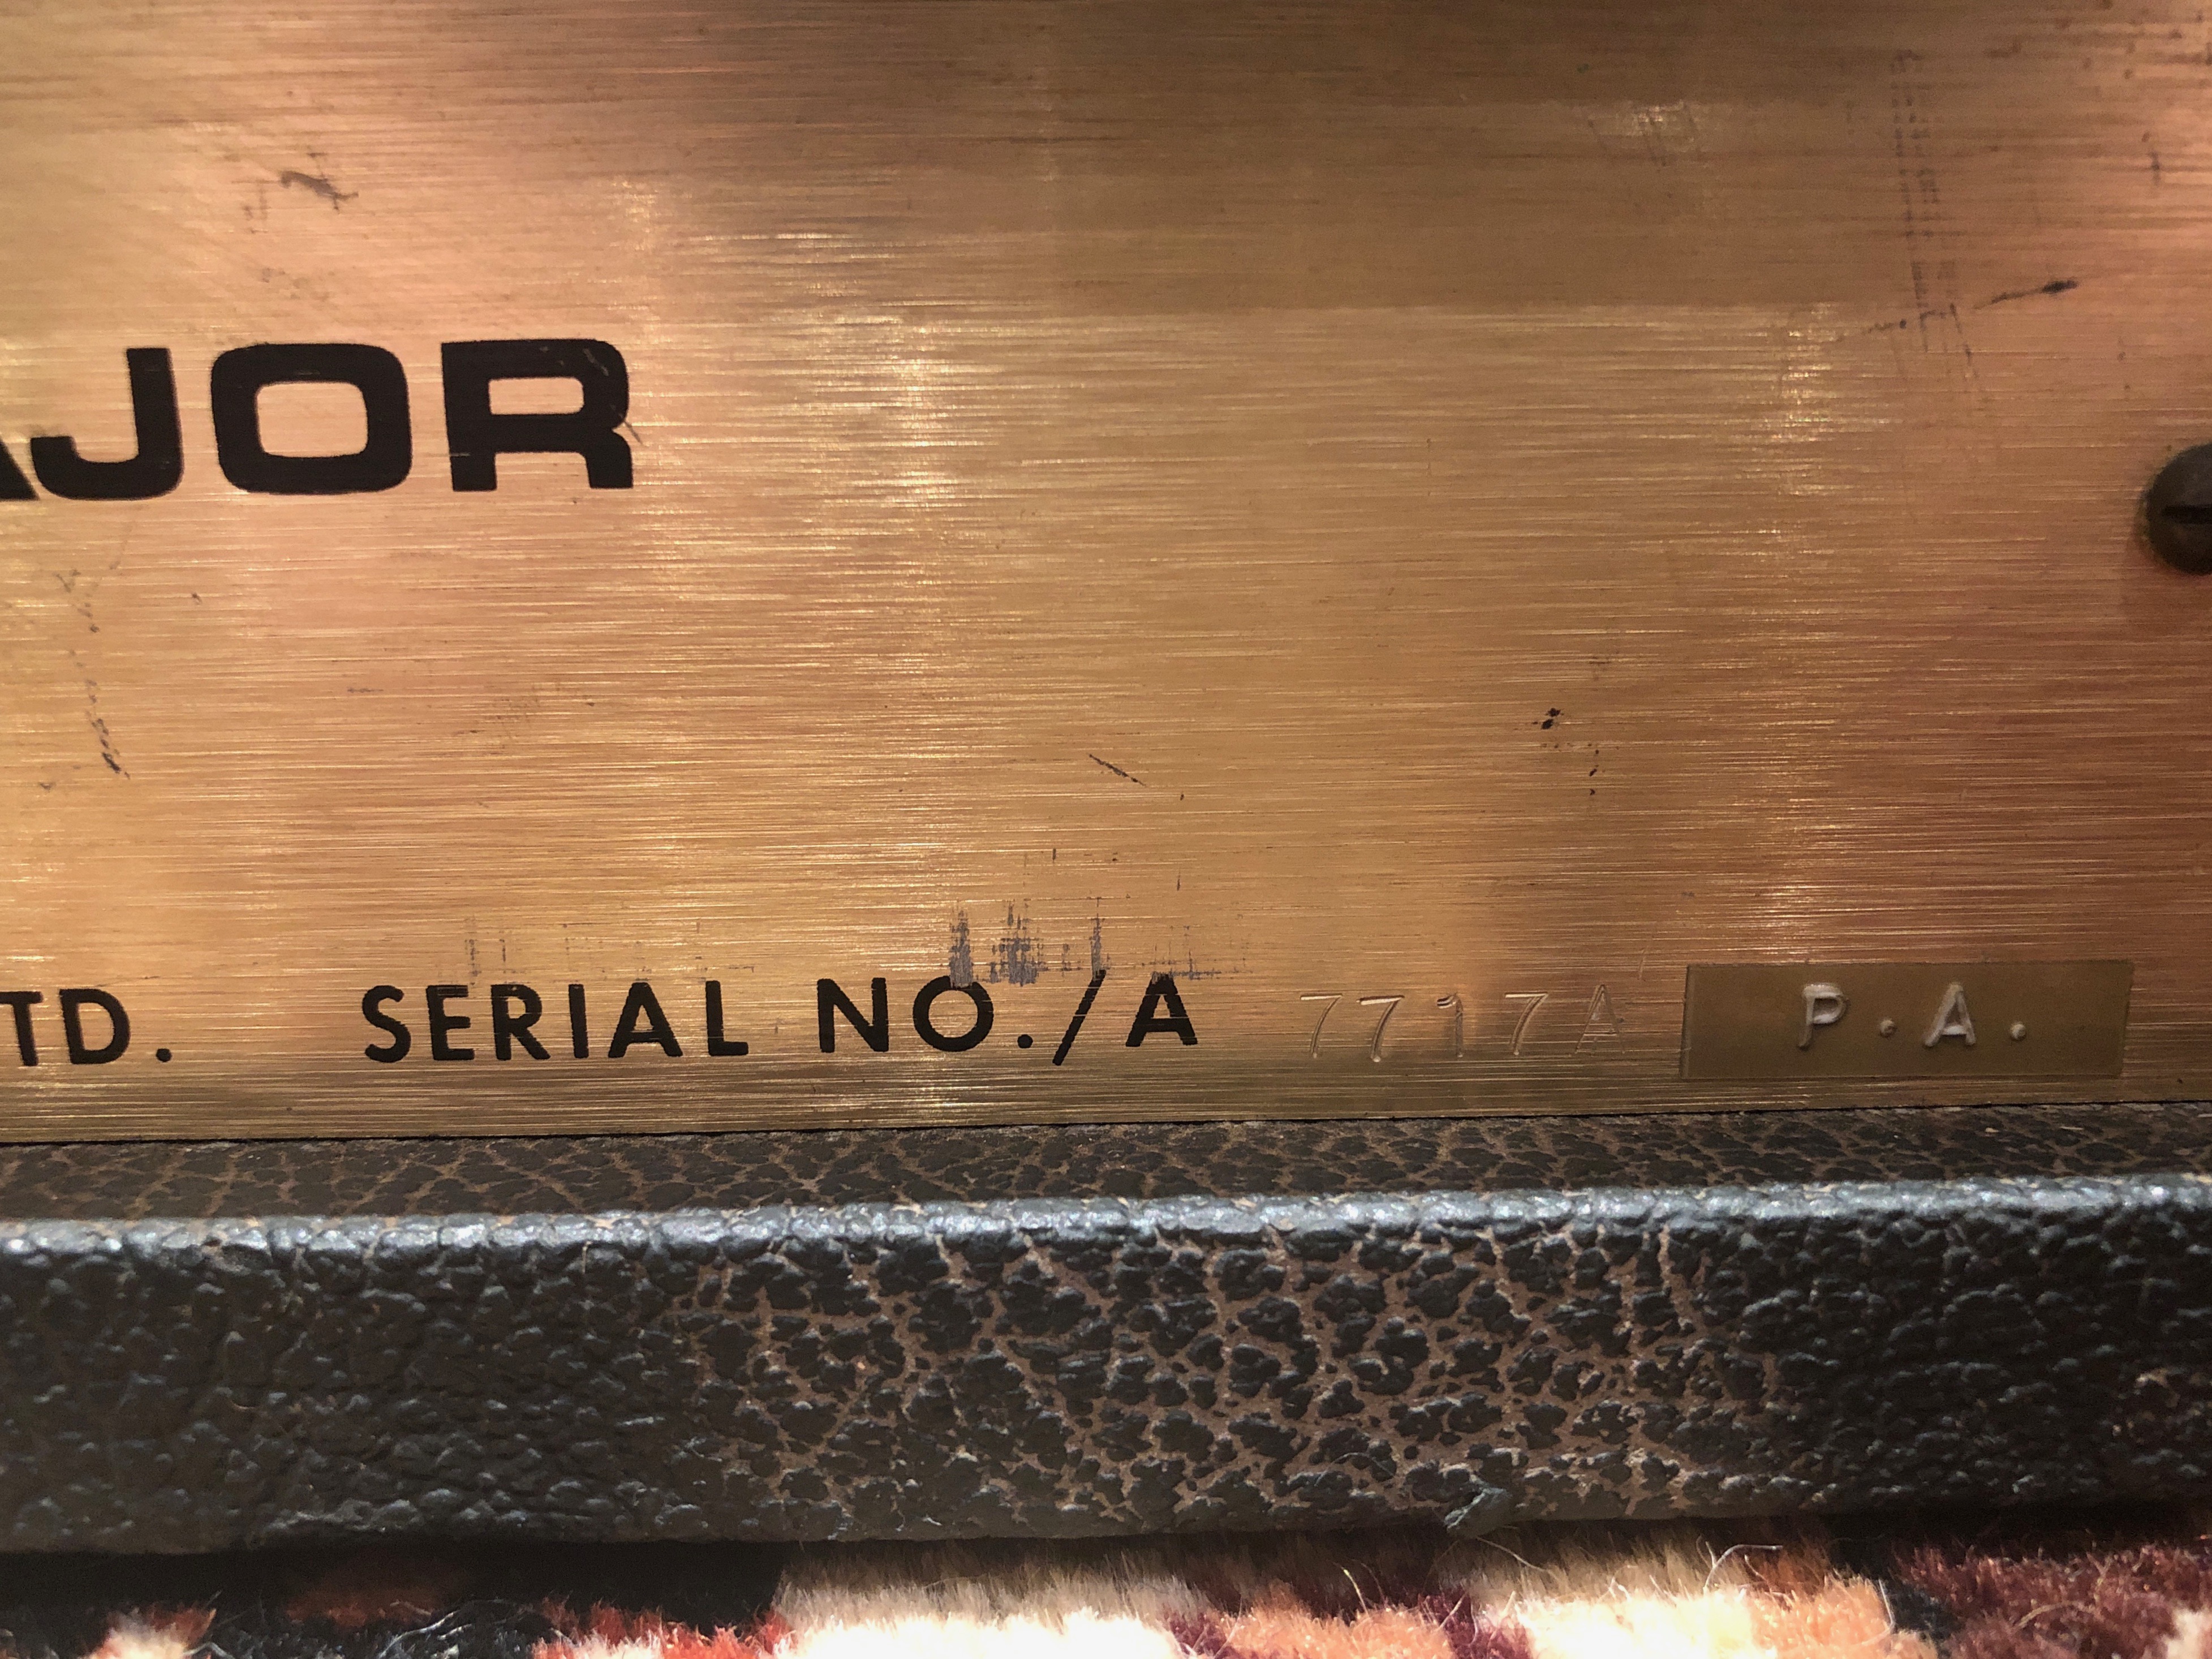 AJOR
TD. SERIAL NO./A 7717A P.A.